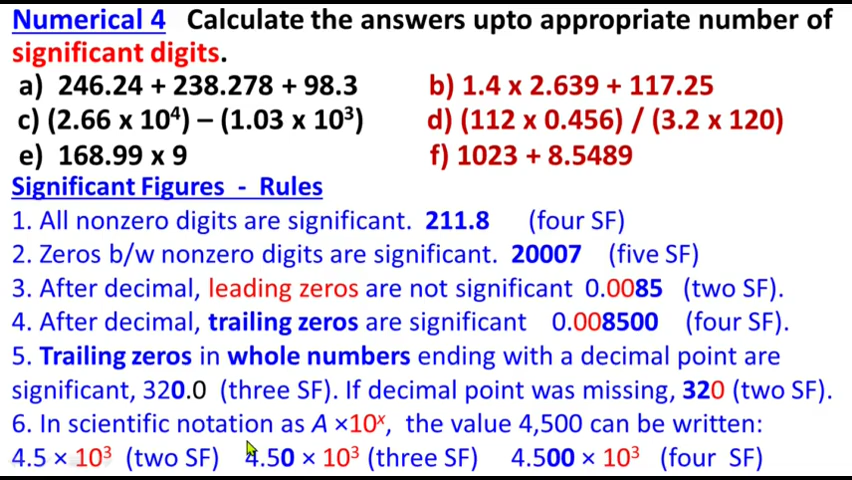 Numerical 4 Calculate the answers upto appropriate number of
significant digits.
a) 246.24 + 238.278 + 98.3 b) 1.4 x 2.639 + 117.25
c) (2.66 x 10⁴) – (1.03 x 10³) d) (112 x 0.456) / (3.2 x 120)
e) 168.99 x 9 f) 1023 + 8.5489
Significant Figures - Rules
1. All nonzero digits are significant. 211.8 (four SF)
2. Zeros b/w nonzero digits are significant. 20007 (five SF)
3. After decimal, leading zeros are not significant 0.0085 (two SF).
4. After decimal, trailing zeros are significant 0.008500 (four SF).
5. Trailing zeros in whole numbers ending with a decimal point are
significant, 320.0 (three SF). If decimal point was missing, 320 (two SF).
6. In scientific notation as A ×10ˣ, the value 4,500 can be written:
4.5 × 10³ (two SF) 4.50 × 10³ (three SF) 4.500 × 10³ (four SF)